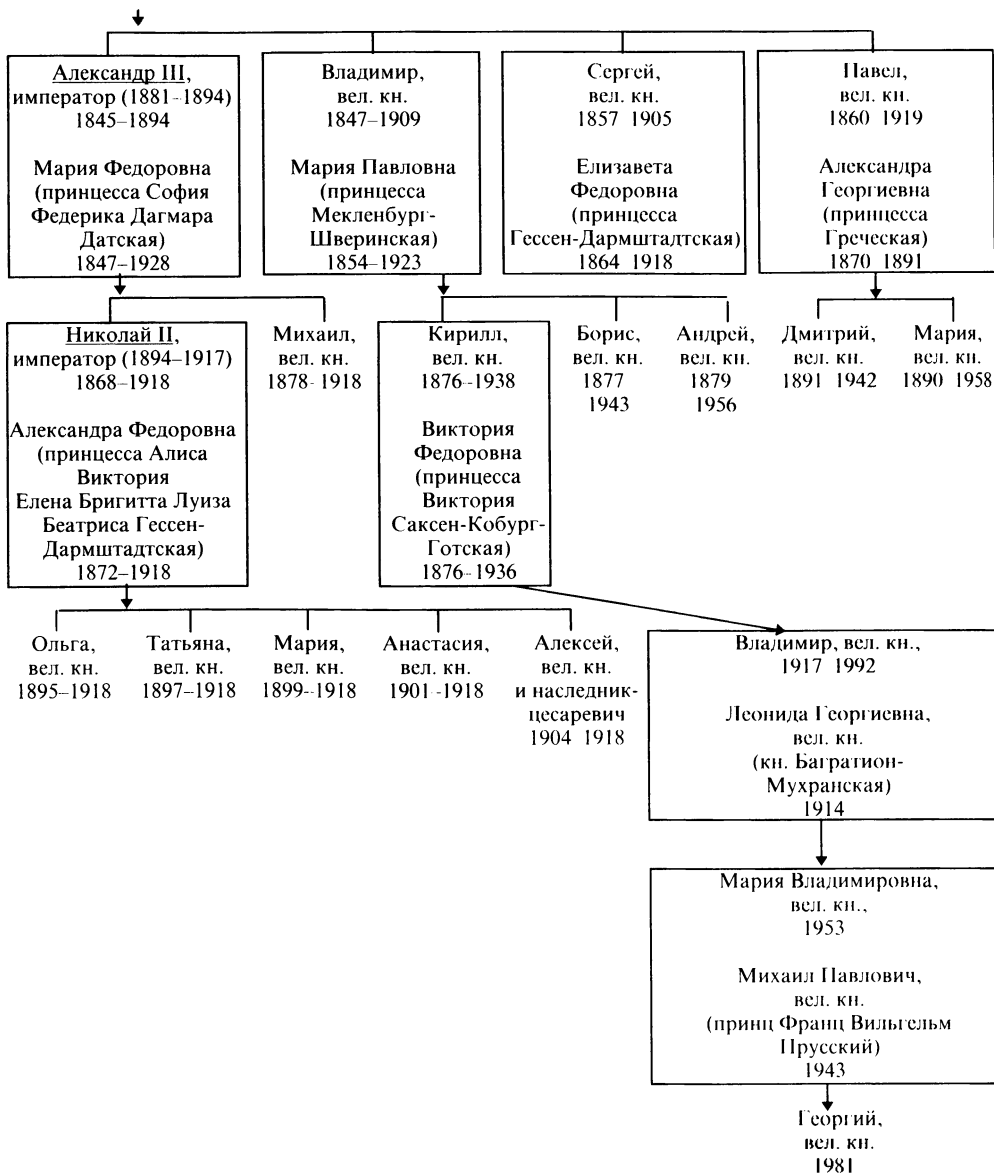 Александр III,
император (1881–1894)
1845–1894
Мария Федоровна
(принцесса София
Федерика Дагмара
Датская)
1847–1928
Владимир,
вел. кн.
1847–1909
Мария Павловна
(принцесса
Мекленбург-
Шверинская)
1854–1923
Сергей,
вел. кн.
1857 1905
Елизавета
Федоровна
(принцесса
Гессен-Дармштадтская)
1864 1918
Павел,
вел. кн.
1860 1919
Александра
Георгиевна
(принцесса
Греческая)
1870 1891
Николай II,
император (1894–1917)
1868–1918
Александра Федоровна
(принцесса Алиса
Виктория
Елена Бригитта Луиза
Беатриса Гессен-
Дармштадтская)
1872–1918
Михаил,
вел. кн.
1878-1918
Кирилл,
вел. кн.
1876-1938
Виктория
Федоровна
(принцесса
Виктория
Саксен-Кобург-
Готская)
1876-1936
Борис,
вел. кн.
1877
1943
Андрей,
вел. кн.
1879
1956
Дмитрий,
вел. кн.
1891 1942
Мария,
вел. кн.
1890 1958
Ольга,
вел. кн.
1895–1918
Татьяна,
вел. кн.
1897–1918
Мария,
вел. кн.
1899-1918
Анастасия,
вел. кн.
1901-1918
Алексей,
вел. кн.
и наследник-
цесаревич
1904 1918
Владимир, вел. кн.,
1917 1992
Леонида Георгиевна,
вел. кн.
(кн. Багратион-
Мухранская)
1914
Мария Владимировна,
вел. кн.,
1953
Михаил Павлович,
вел. кн.
(принц Франц Вильгельм
Прусский)
1943
Георгий,
вел. кн.
1981